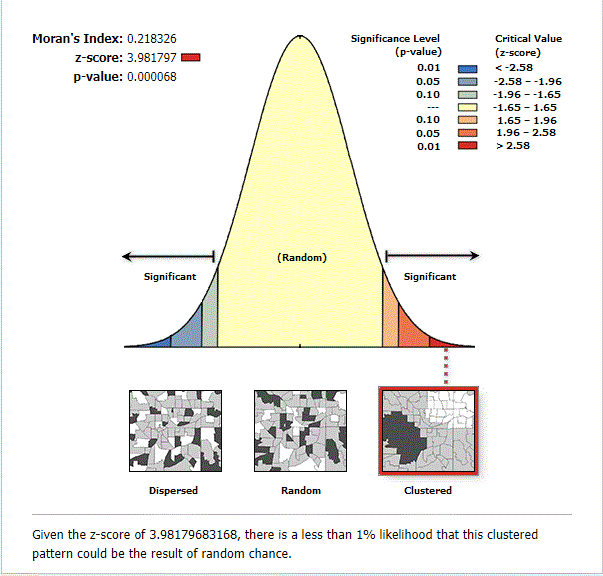 Moran's Index: 0.218326
z-score: 3.981797
p-value: 0.000068
Significance Level
(p-value)
Critical Value
(z-score)
0.01 < -2.58
0.05 -2.58 – -1.96
0.10 -1.96 – -1.65
--- -1.65 – 1.65
0.10 1.65 – 1.96
0.05 1.96 – 2.58
0.01 > 2.58
(Random)
Significant
Significant
Dispersed
Random
Clustered
Given the z-score of 3.98179683168, there is a less than 1% likelihood that this clustered
pattern could be the result of random chance.